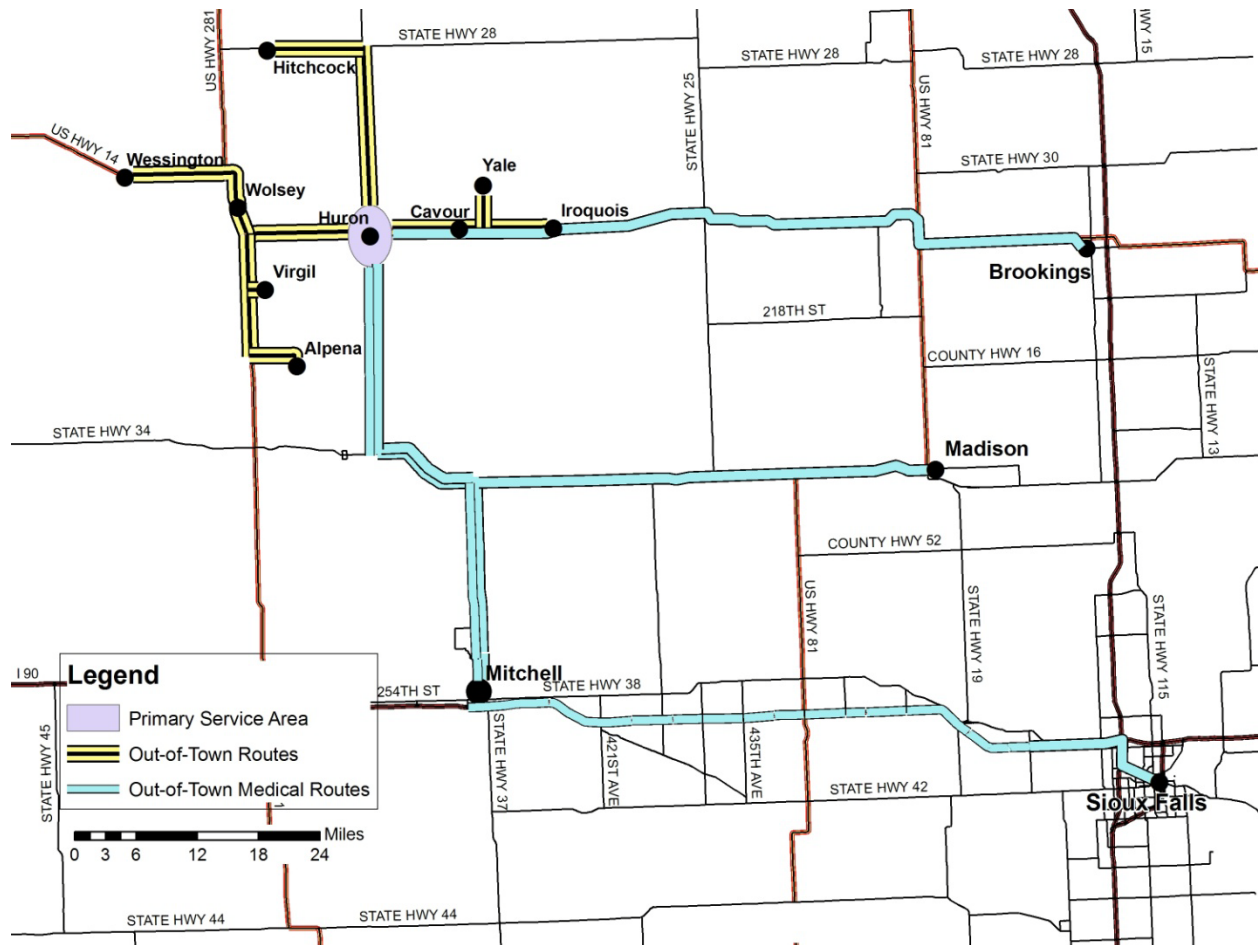 US HWY 281
STATE HWY 28
HWY 15
Hitchcock
STATE HWY 28
STATE HWY 28
STATE HWY 25
US HWY 81
US HWY 14
Wessington
Yale
STATE HWY 30
Wolsey
Huron
Cavour
Iroquois
Virgil
Brookings
218TH ST
Alpena
COUNTY HWY 16
STATE HWY 13
STATE HWY 34
Madison
COUNTY HWY 52
US HWY 81
STATE HWY 19
STATE HWY 115
I 90
Legend
Mitchell
254TH ST
STATE HWY 38
Primary Service Area
Out-of-Town Routes
Out-of-Town Medical Routes
STATE HWY 45
STATE HWY 37
421ST AVE
435TH AVE
STATE HWY 42
Sioux Falls
1
Miles
0 3 6 12 18 24
STATE HWY 44
STATE HWY 44